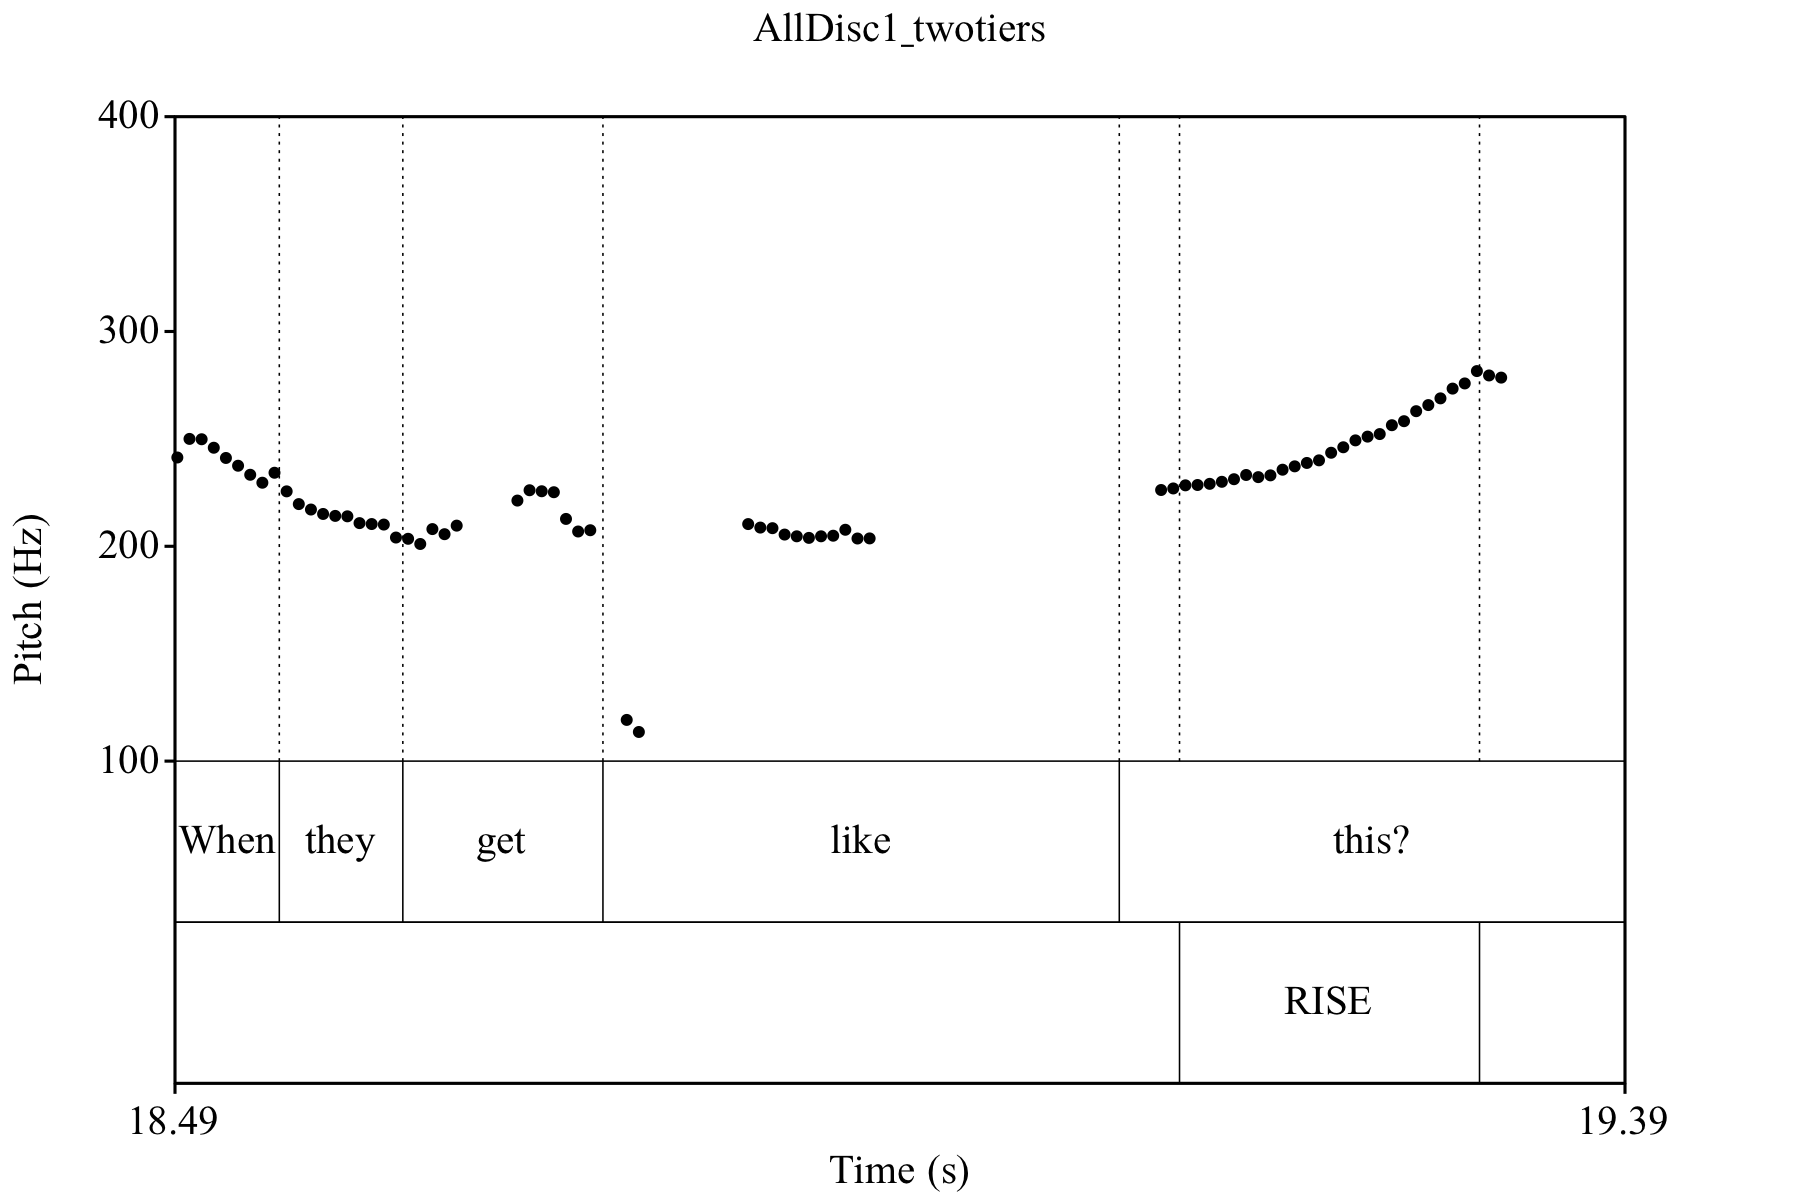 AllDisc1_twotiers
400
300
200
100
Pitch (Hz)
When they get like this?
RISE
18.49 19.39
Time (s)